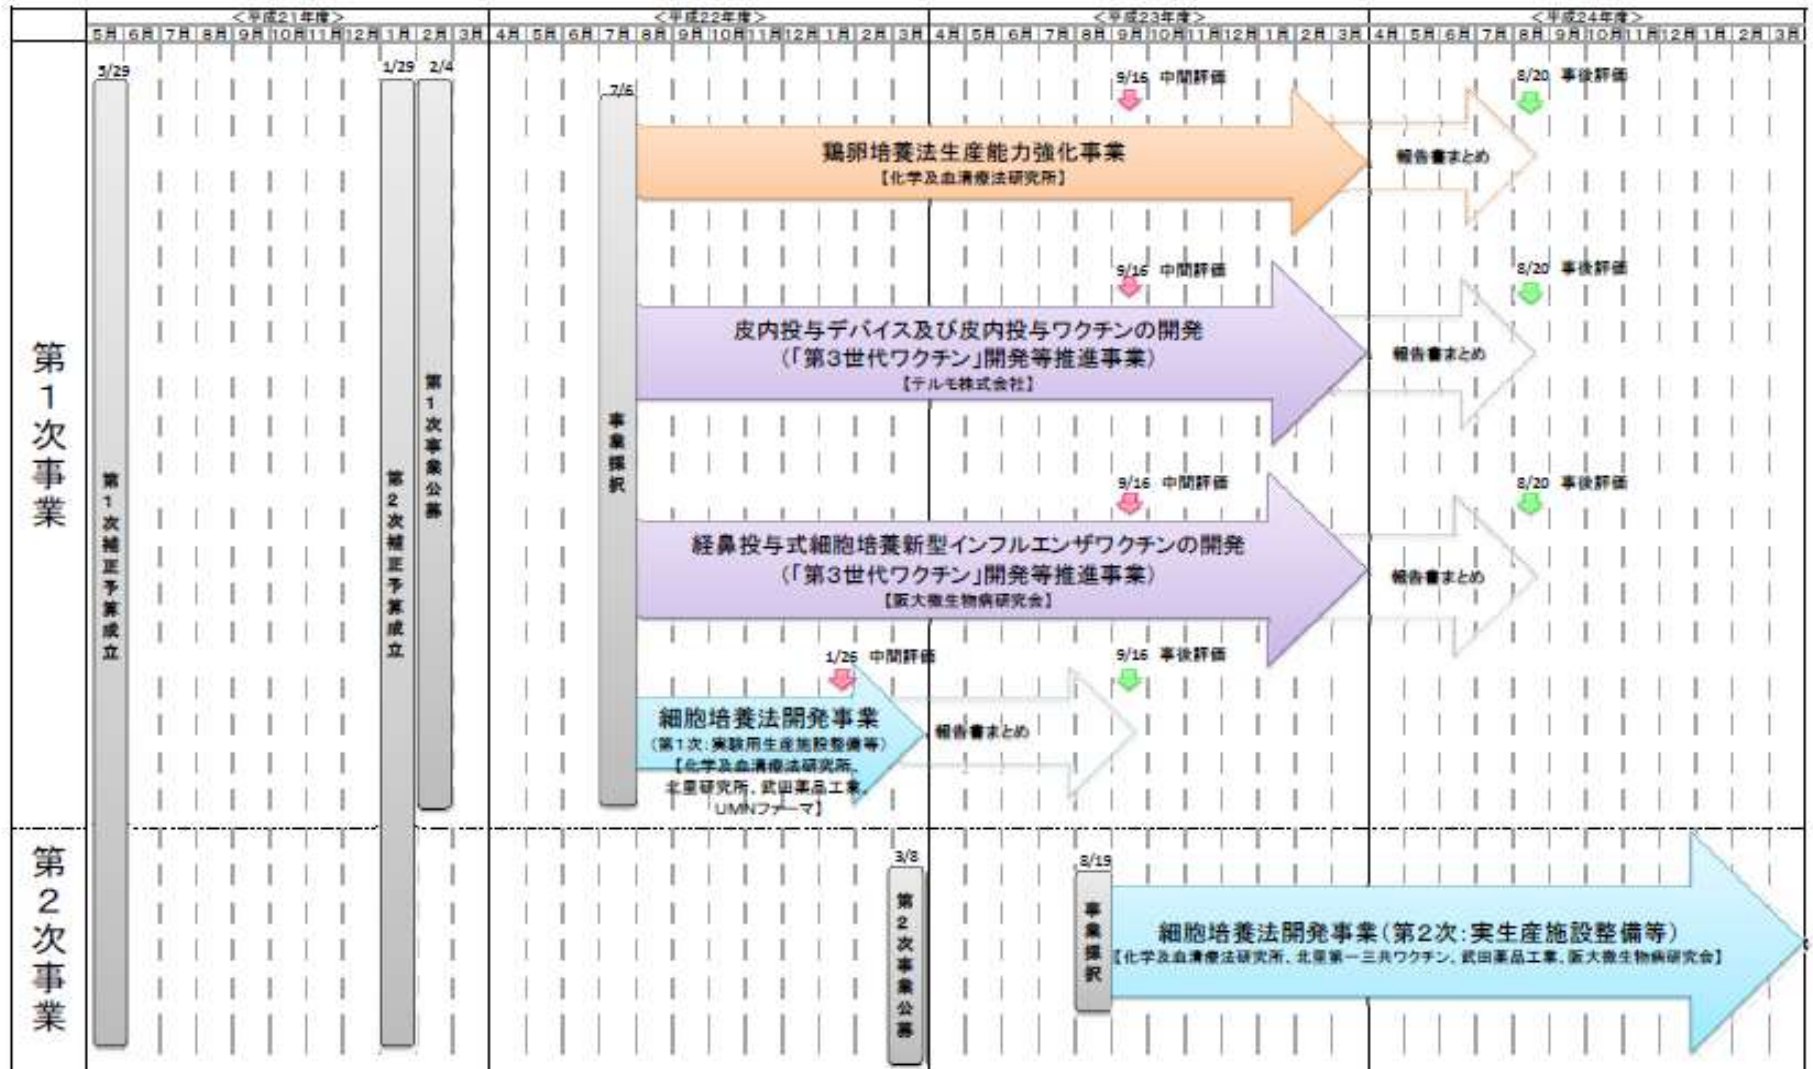 ＜平成21年度＞ ＜平成22年度＞ ＜平成23年度＞ ＜平成24年度＞
5月 6月 7月 8月 9月 10月 11月 12月 1月 2月 3月 4月 5月 6月 7月 8月 9月 10月 11月 12月 1月 2月 3月 4月 5月 6月 7月 8月 9月 10月 11月 12月 1月 2月 3月 4月 5月 6月 7月 8月 9月 10月 11月 12月 1月 2月 3月
第1次事業
5/29
第1次補正予算成立
1/29
第2次補正予算成立
2/4
第1次事業公募
7/6
事業採択
9/16 中間評価
8/20 事後評価
鶏卵培養法生産能力強化事業
【化学及血清療法研究所】
報告書まとめ
9/16 中間評価
8/20 事後評価
皮内投与デバイス及び皮内投与ワクチンの開発
（「第3世代ワクチン」開発等推進事業）
【テルモ株式会社】
報告書まとめ
9/16 中間評価
8/20 事後評価
経鼻投与式細胞培養新型インフルエンザワクチンの開発
（「第3世代ワクチン」開発等推進事業）
【阪大微生物病研究会】
報告書まとめ
1/26 中間評価
9/16 事後評価
細胞培養法開発事業
（第1次：実験用生産施設整備等）
【化学及血清療法研究所、
北里研究所、武田薬品工業、
UMNファーマ】
報告書まとめ
第2次事業
3/8
第2次事業公募
8/19
事業採択
細胞培養法開発事業（第2次：実生産施設整備等）
【化学及血清療法研究所、北里第一三共ワクチン、武田薬品工業、阪大微生物病研究会】